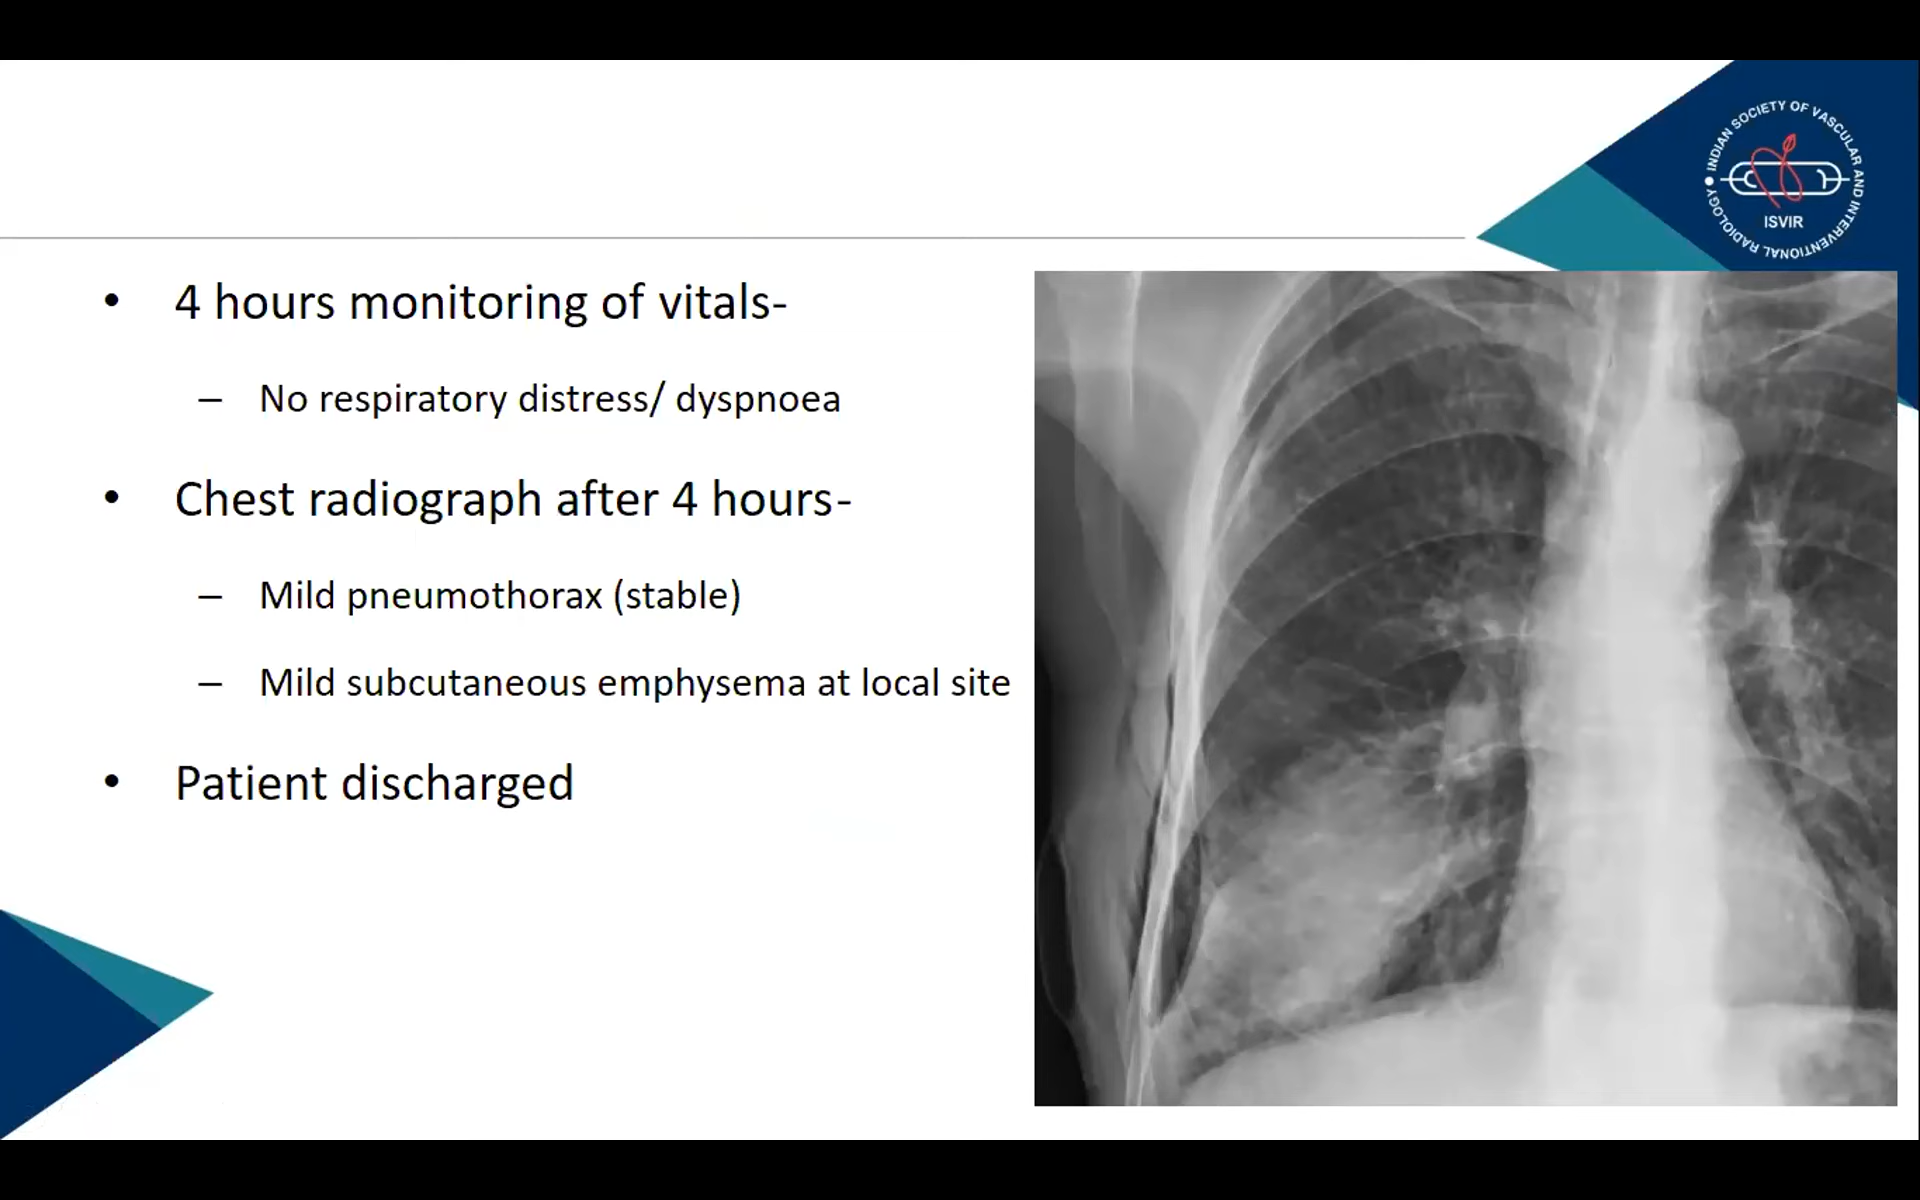 INDIAN SOCIETY OF VASCULAR AND INTERVENTIONAL RADIOLOGY
ISVIR
• 4 hours monitoring of vitals-
– No respiratory distress/ dyspnoea
• Chest radiograph after 4 hours-
– Mild pneumothorax (stable)
– Mild subcutaneous emphysema at local site
• Patient discharged